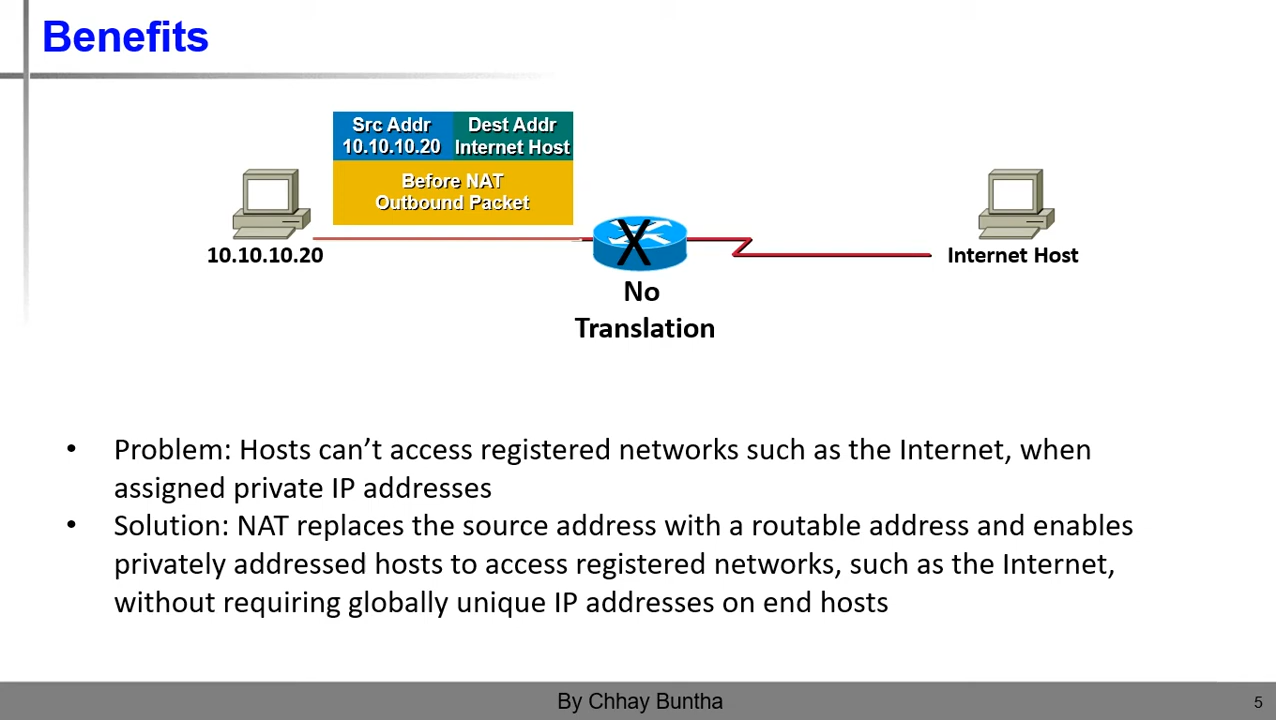 Benefits
Src Addr
10.10.10.20
Dest Addr
Internet Host
Before NAT
Outbound Packet
10.10.10.20
X
Internet Host
No
Translation
• Problem: Hosts can’t access registered networks such as the Internet, when
assigned private IP addresses
• Solution: NAT replaces the source address with a routable address and enables
privately addressed hosts to access registered networks, such as the Internet,
without requiring globally unique IP addresses on end hosts
By Chhay Buntha
5